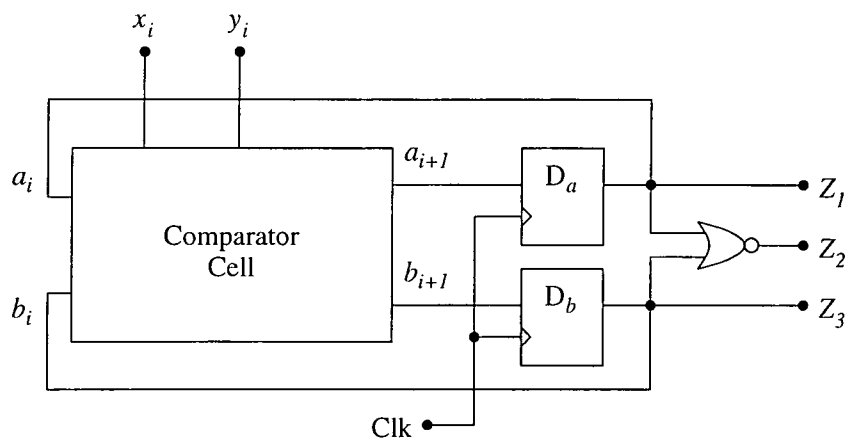 x_i
y_i
a_i
a_{i+1}
D_a
Z_1
Comparator
Cell
Z_2
b_i
b_{i+1}
D_b
Z_3
Clk